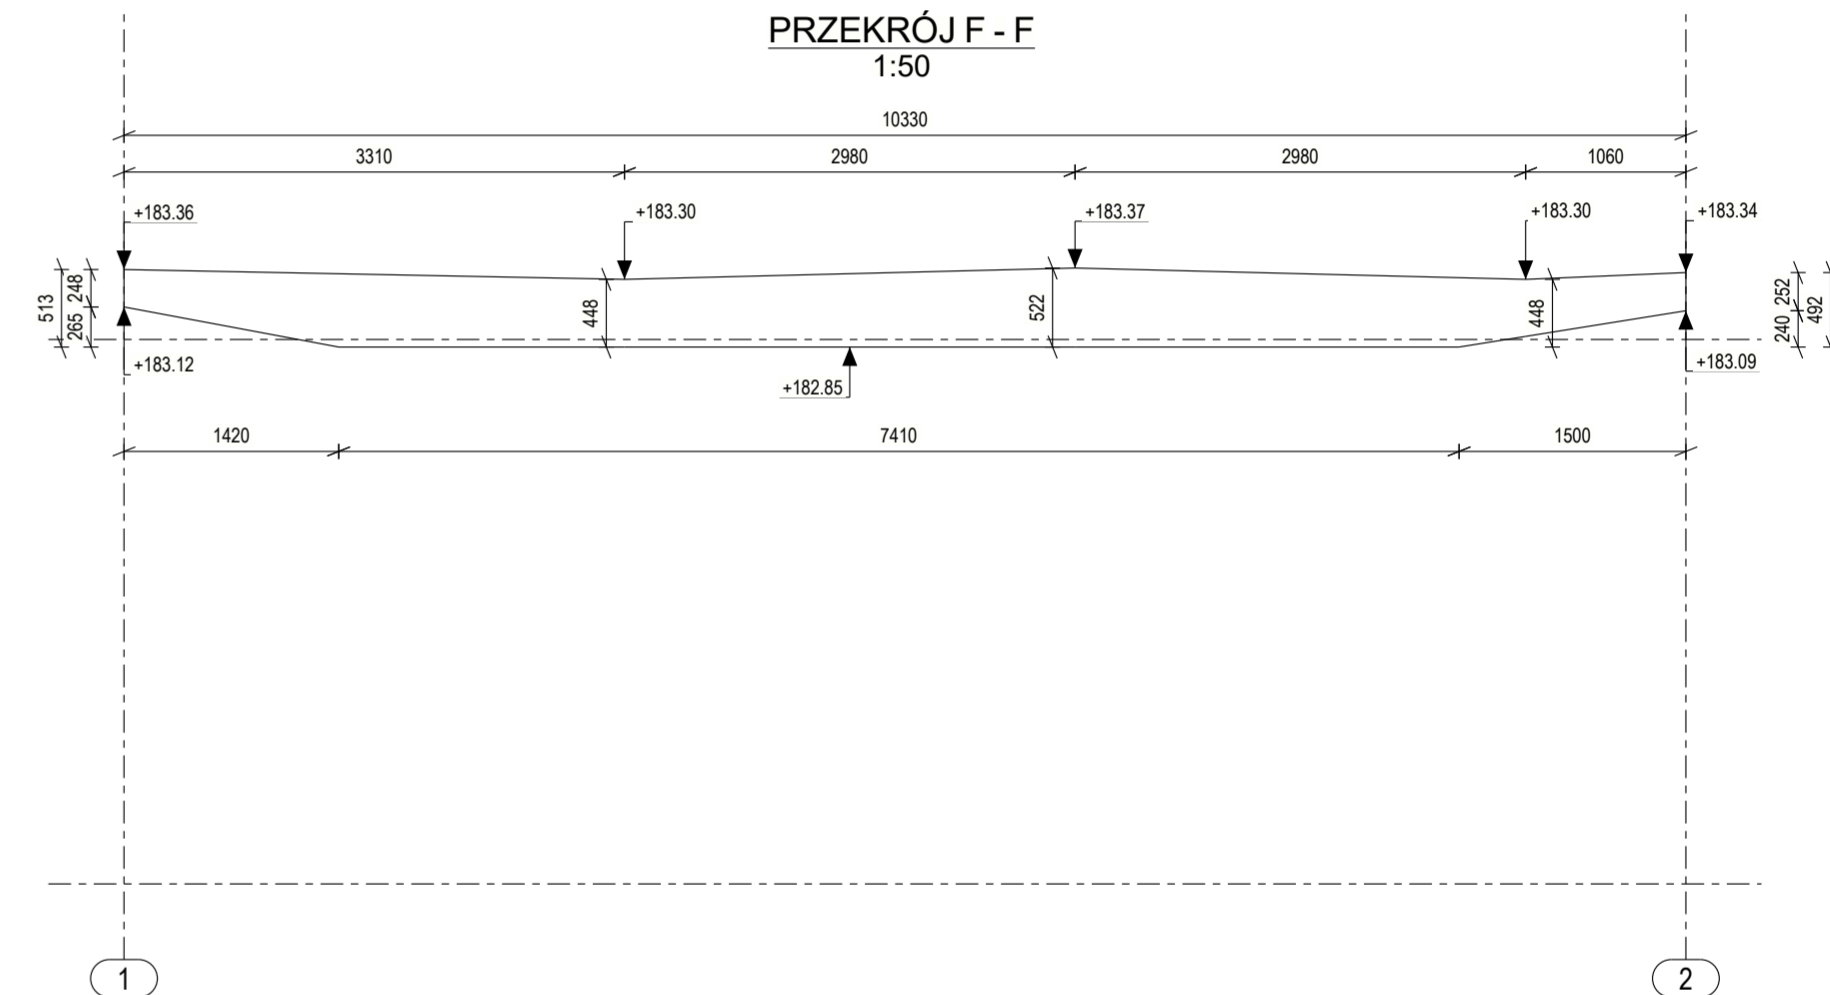 PRZEKRÓJ F - F
1:50
10330
3310 2980 2980 1060
+183.36 +183.30 +183.37 +183.30 +183.34
513 248 265 448 522 448 252 240 492
+183.12 +182.85 +183.09
1420 7410 1500
1 2